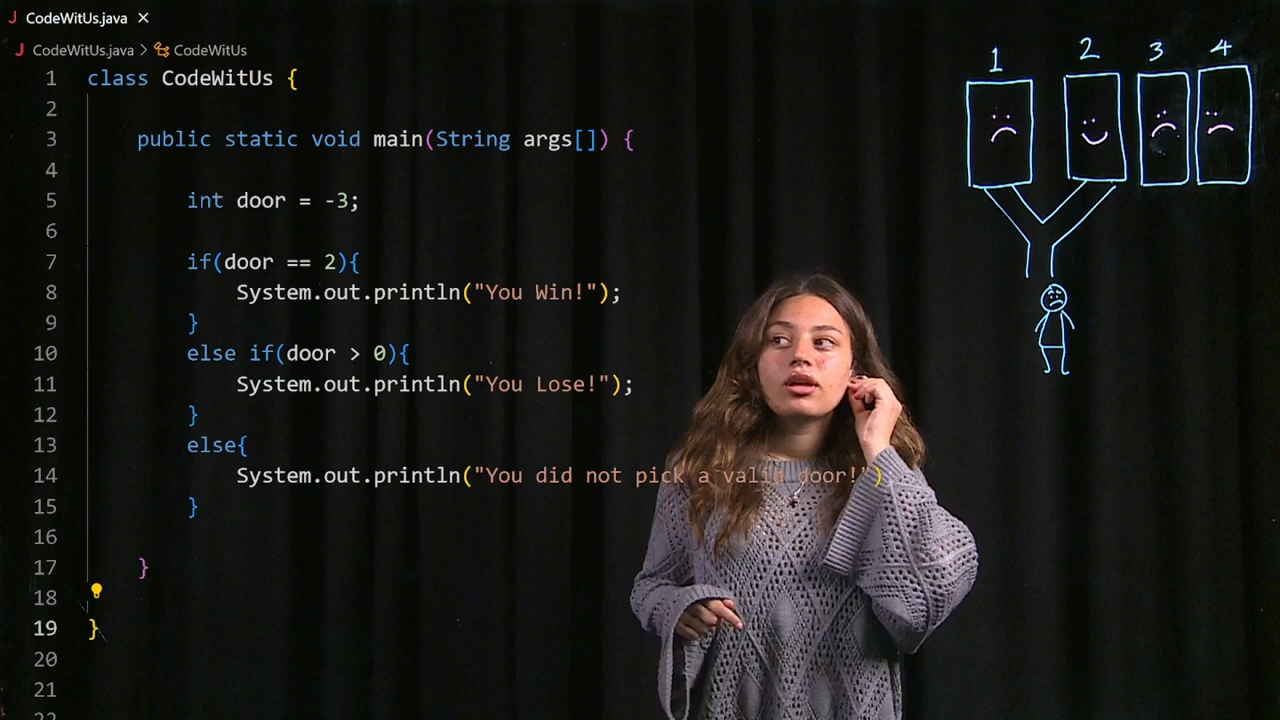 CodeWitUs.java ×
CodeWitUs.java > CodeWitUs
1 class CodeWitUs {
2
3 public static void main(String args[]) {
4
5 int door = -3;
6
7 if(door == 2){
8 System.out.println("You Win!");
9 }
10 else if(door > 0){
11 System.out.println("You Lose!");
12 }
13 else{
14 System.out.println("You did not pick a valid door!")
15 }
16
17 }
18
19 }
20
21
22
1 2 3 4